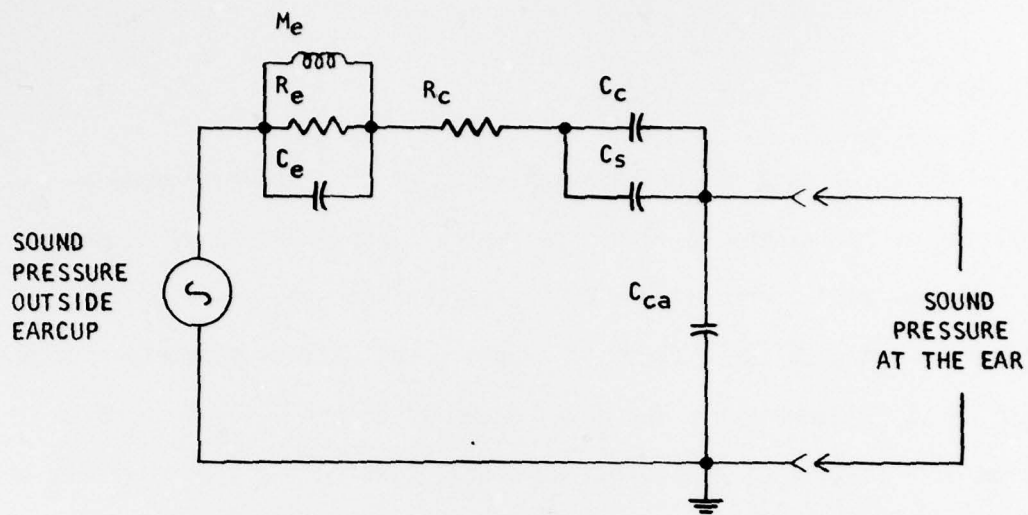 Me
Re
Rc
Cc
Ce
Cs
SOUND
PRESSURE
OUTSIDE
EARCUP
Cca
SOUND
PRESSURE
AT THE EAR